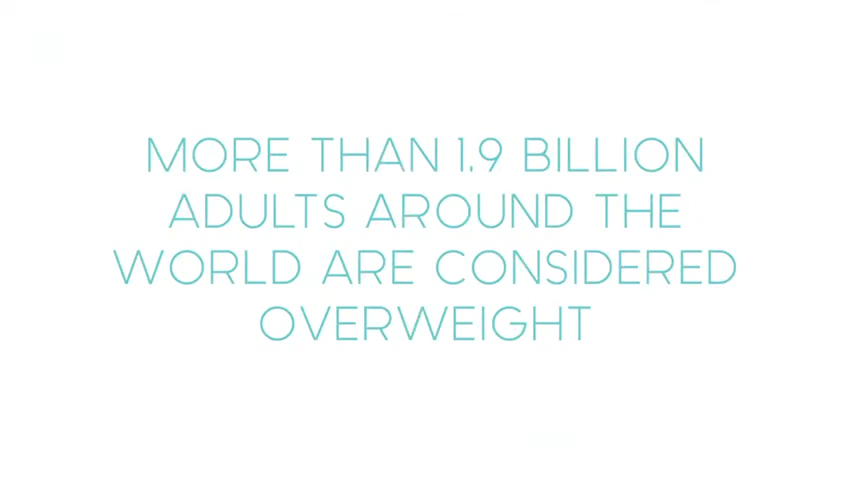 MORE THAN 1.9 BILLION
ADULTS AROUND THE
WORLD ARE CONSIDERED
OVERWEIGHT